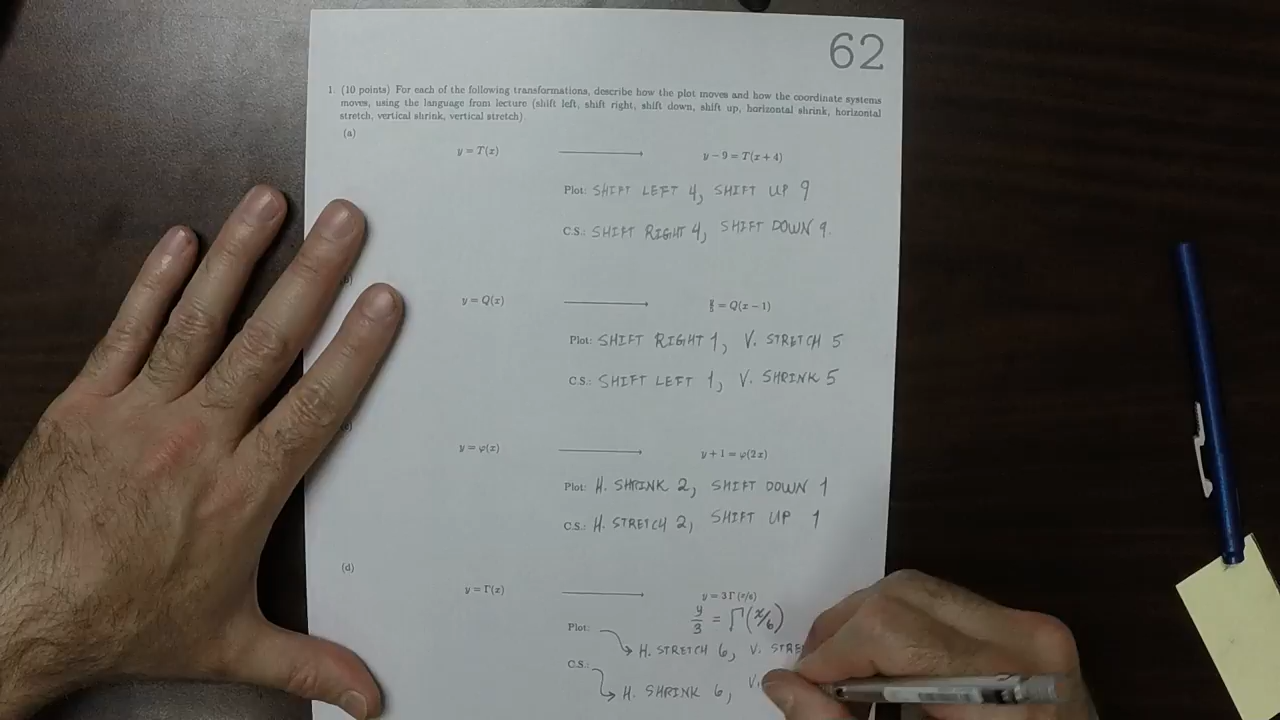 62
1. (10 points) For each of the following transformations, describe how the plot moves and how the coordinate systems
moves, using the language from lecture (shift left, shift right, shift down, shift up, horizontal shrink, horizontal
stretch, vertical shrink, vertical stretch)
(a)
y = T(x) ⟶ y − 9 = T(x + 4)
Plot: SHIFT LEFT 4, SHIFT UP 9
C.S.: SHIFT RIGHT 4, SHIFT DOWN 9.
y = Q(x) ⟶ = Q(x − 1)
Plot: SHIFT RIGHT 1, V. STRETCH 5
C.S.: SHIFT LEFT 1, V. SHRINK 5
y = φ(x) ⟶ y + 1 = φ(2x)
Plot: H. SHRINK 2, SHIFT DOWN 1
C.S.: H. STRETCH 2, SHIFT UP 1
(d)
y = Γ(x) ⟶ y = 3Γ(x/6)
y/3 = Γ(x/6)
Plot: → H. STRETCH 6, V. STRE
C.S.: → H. SHRINK 6, V.